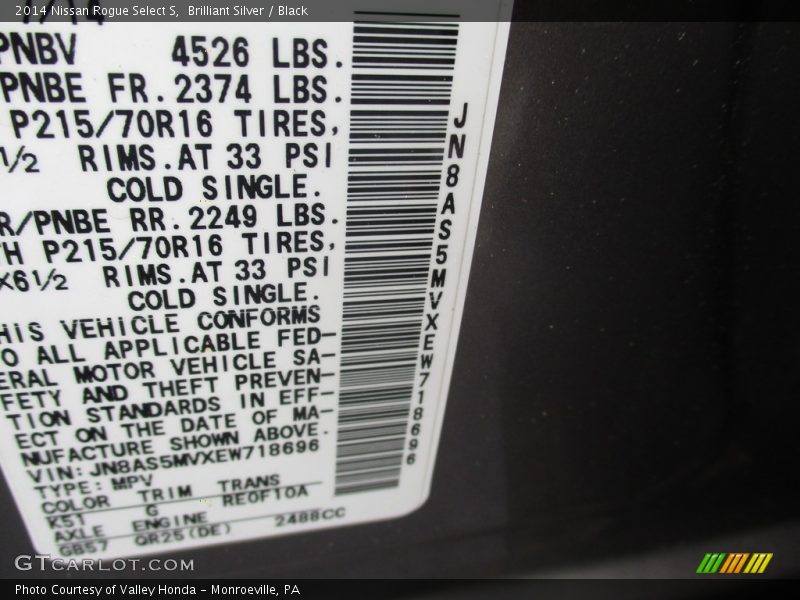 2014 Nissan Rogue Select S,  Brilliant Silver / Black
PNBV 4526 LBS.
PNBE FR. 2374 LBS.
P215/70R16 TIRES,
1/2 RIMS. AT 33 PSI
COLD SINGLE.
R/PNBE RR. 2249 LBS.
TH P215/70R16 TIRES,
X6 1/2 RIMS. AT 33 PSI
COLD SINGLE.
HIS VEHICLE CONFORMS
O ALL APPLICABLE FED-
ERAL MOTOR VEHICLE SA-
FETY AND THEFT PREVEN-
TION STANDARDS IN EFF-
ECT ON THE DATE OF MA-
NUFACTURE SHOWN ABOVE.
VIN: JN8AS5MVXEW718696
TYPE: MPV
COLOR TRIM TRANS
K51 G RE0F10A
AXLE ENGINE
GB57 QR25(DE) 2488CC
JN8AS5MVXEW718696
GTCARLOT.COM
Photo Courtesy of Valley Honda - Monroeville, PA